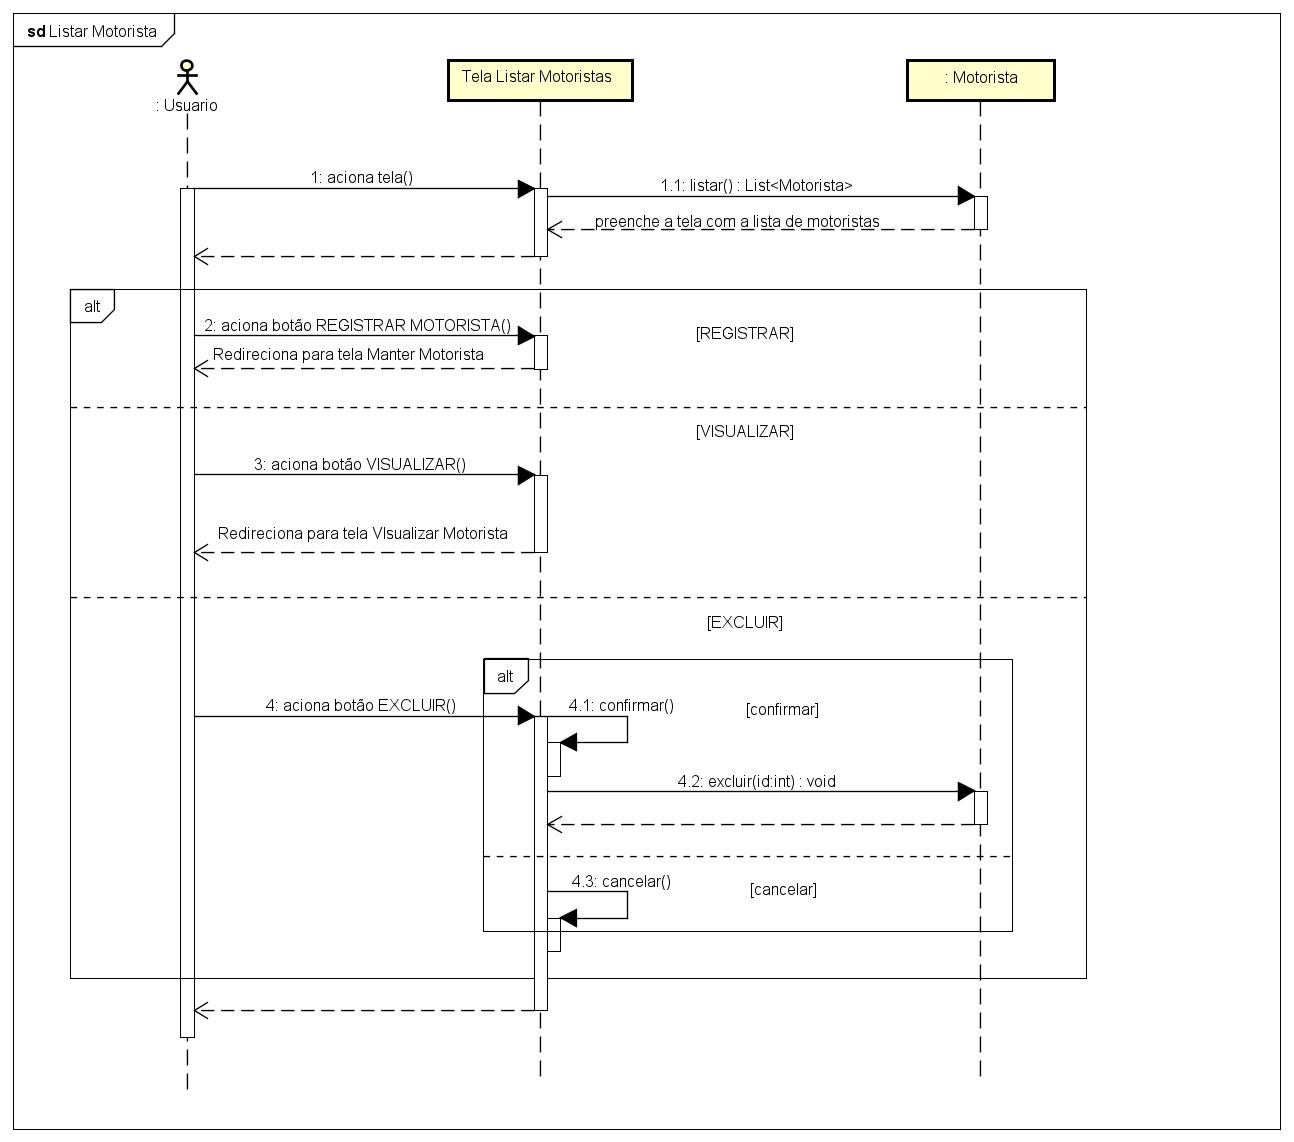 sd Listar Motorista
: Usuario
Tela Listar Motoristas
: Motorista
1: aciona tela()
1.1: listar() : List<Motorista>
preenche a tela com a lista de motoristas
alt
2: aciona botão REGISTRAR MOTORISTA()
[REGISTRAR]
Redireciona para tela Manter Motorista
[VISUALIZAR]
3: aciona botão VISUALIZAR()
Redireciona para tela VIsualizar Motorista
[EXCLUIR]
alt
4: aciona botão EXCLUIR()
4.1: confirmar()
[confirmar]
4.2: excluir(id:int) : void
4.3: cancelar()
[cancelar]